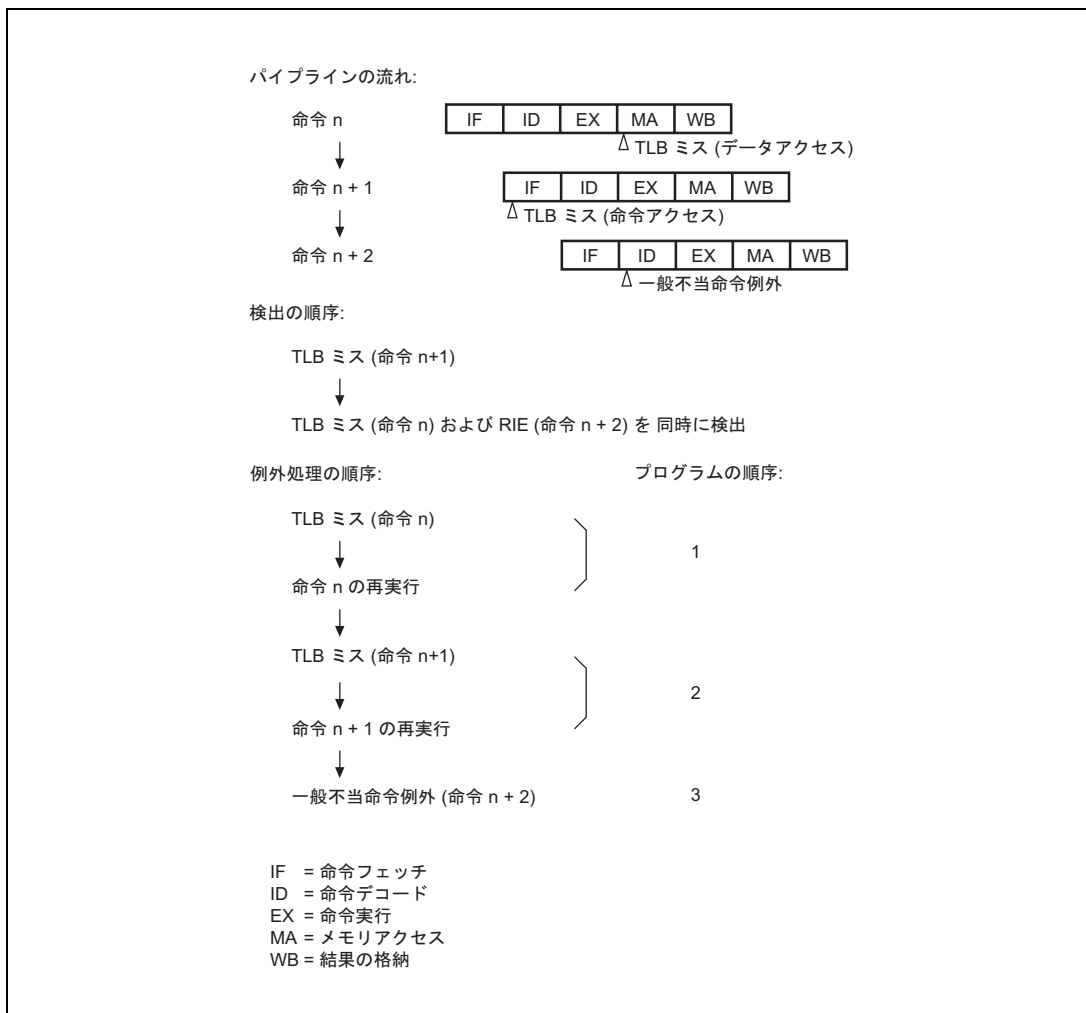 パイプラインの流れ:
命令 n
IF ID EX MA WB
TLB ミス (データアクセス)
命令 n + 1
IF ID EX MA WB
TLB ミス (命令アクセス)
命令 n + 2
IF ID EX MA WB
一般不当命令例外
検出の順序:
TLB ミス (命令 n+1)
TLB ミス (命令 n) および RIE (命令 n + 2) を 同時に検出
例外処理の順序: プログラムの順序:
TLB ミス (命令 n)
1
命令 n の再実行
TLB ミス (命令 n+1)
2
命令 n + 1 の再実行
一般不当命令例外 (命令 n + 2) 3
IF = 命令フェッチ
ID = 命令デコード
EX = 命令実行
MA = メモリアクセス
WB = 結果の格納